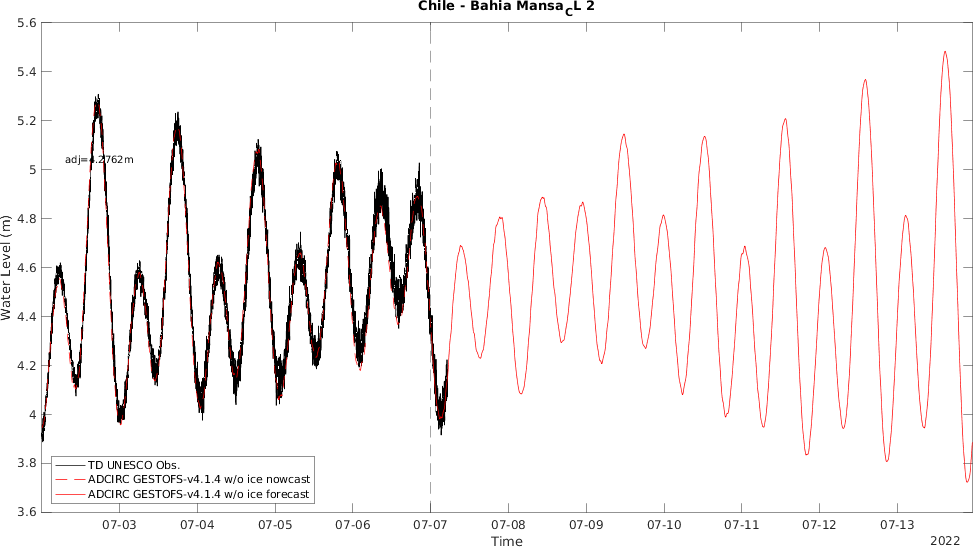 Chile - Bahia Mansa_CL 2
5.6
5.4
5.2
5
4.8
4.6
4.4
4.2
4
3.8
3.6
Water Level (m)
adj=4.2762m
TD UNESCO Obs.
ADCIRC GESTOFS-v4.1.4 w/o ice nowcast
ADCIRC GESTOFS-v4.1.4 w/o ice forecast
07-03 07-04 07-05 07-06 07-07 07-08 07-09 07-10 07-11 07-12 07-13
Time
2022